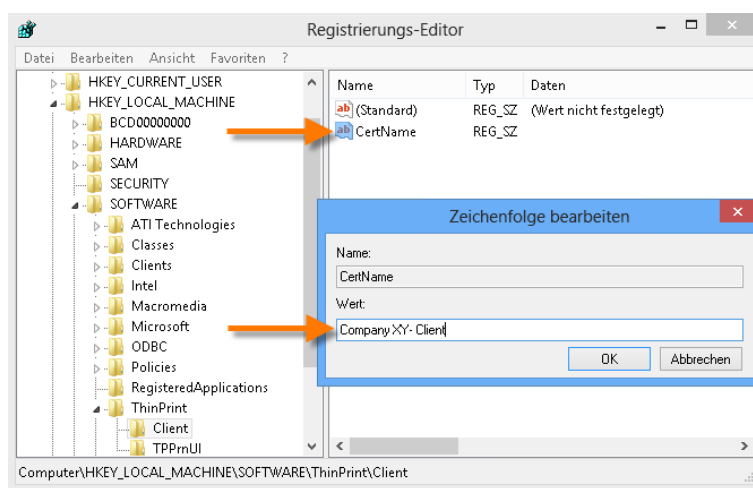 Registrierungs-Editor
Datei Bearbeiten Ansicht Favoriten ?
HKEY_CURRENT_USER
HKEY_LOCAL_MACHINE
BCD00000000
HARDWARE
SAM
SECURITY
SOFTWARE
ATI Technologies
Classes
Clients
Intel
Macromedia
Microsoft
ODBC
Policies
RegisteredApplications
ThinPrint
Client
TPPrnUI
Name Typ Daten
ab (Standard) REG_SZ (Wert nicht festgelegt)
ab CertName REG_SZ
Zeichenfolge bearbeiten
Name:
CertName
Wert:
Company XY- Client
OK Abbrechen
Computer\HKEY_LOCAL_MACHINE\SOFTWARE\ThinPrint\Client